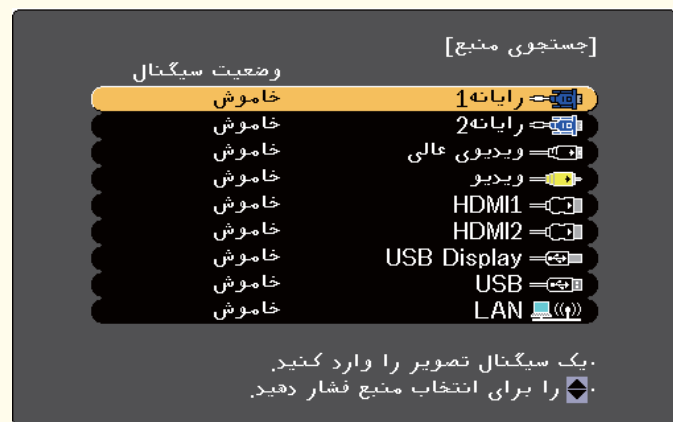 [جستجوی منبع]
وضعیت سیگنال
رایانه1 خاموش
رایانه2 خاموش
ویدیوی عالی خاموش
ویدیو خاموش
HDMI1 خاموش
HDMI2 خاموش
USB Display خاموش
USB خاموش
LAN خاموش
.یک سیگنال تصویر را وارد کنید
.را برای انتخاب منبع فشار دهید